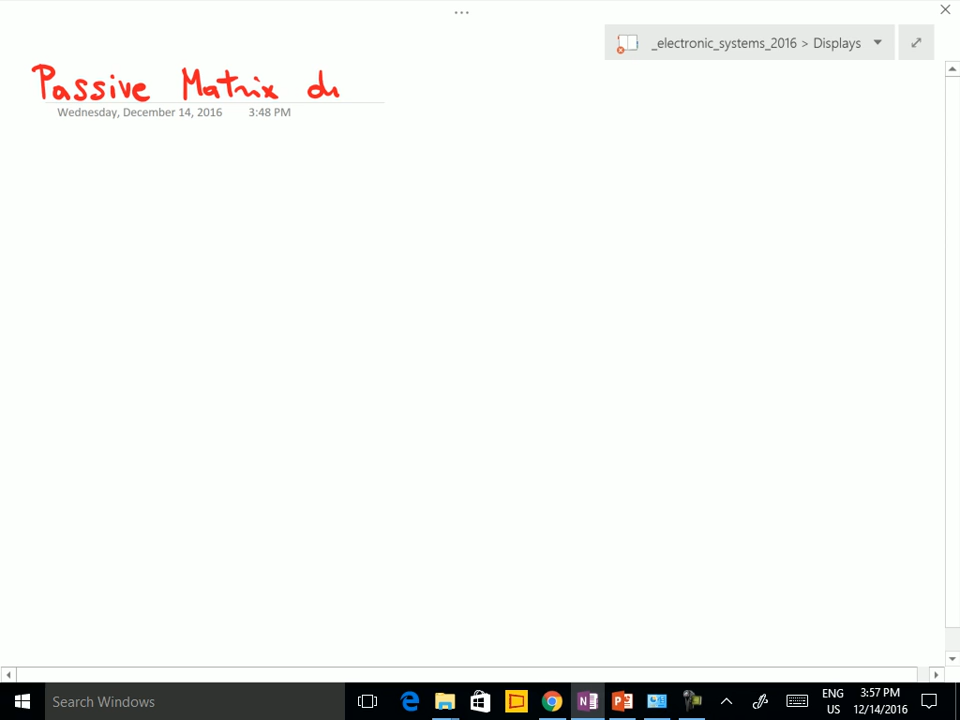 _electronic_systems_2016 > Displays
Passive Matrix
Wednesday, December 14, 2016 3:48 PM
Search Windows
ENG 3:57 PM
US 12/14/2016